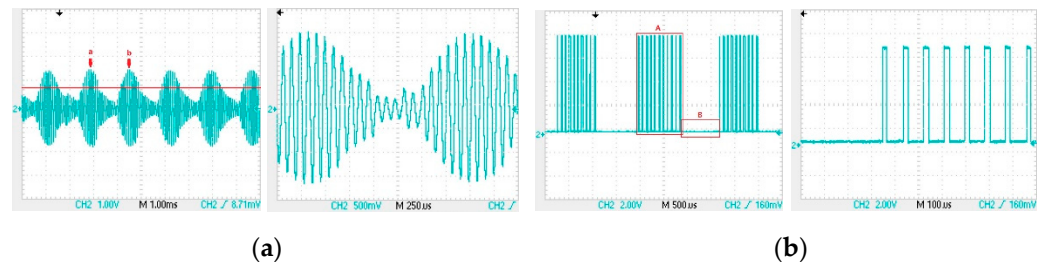 a b
2
CH2 1.00V M 1.00ms CH2 8.71mV
2
CH2 500mV M 250us CH2
A
B
2
CH2 2.00V M 500us CH2 160mV
2
CH2 2.00V M 100us CH2 160mV
(a) (b)